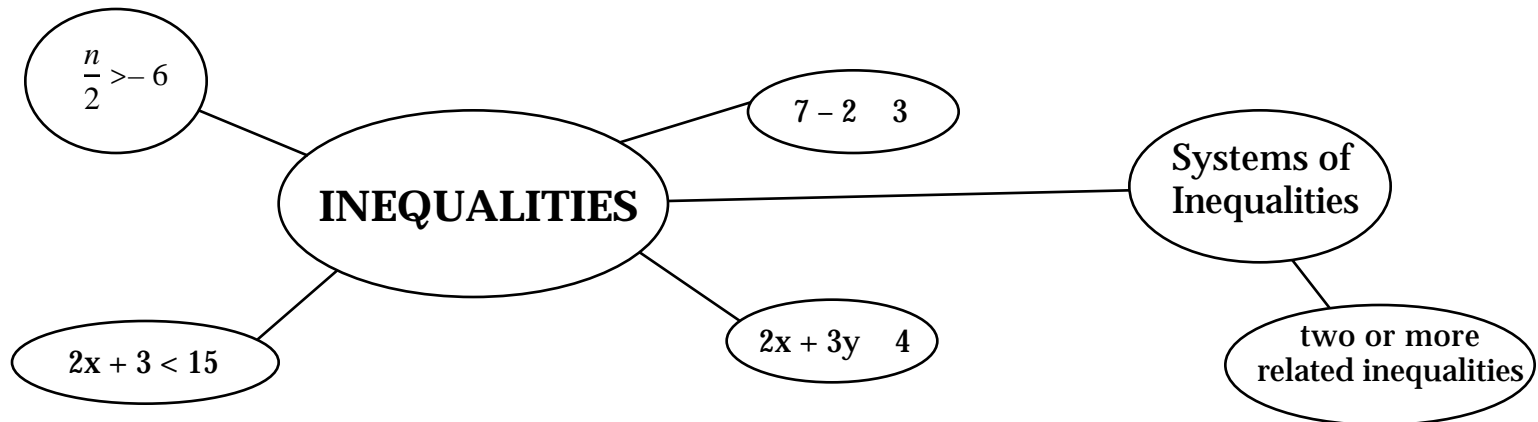 n
2 >– 6
7 – 2 3
Systems of
Inequalities
INEQUALITIES
2x + 3y 4
2x + 3 < 15
two or more
related inequalities